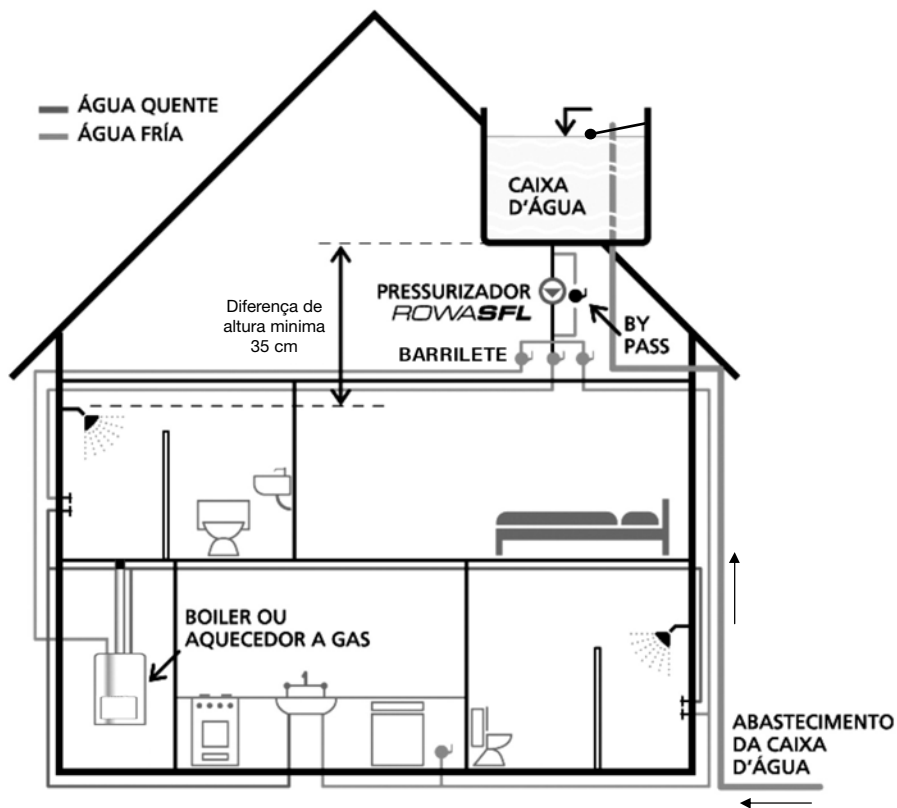 ÁGUA QUENTE
ÁGUA FRÍA
CAIXA
D'ÁGUA
PRESSURIZADOR
ROWASFL
Diferença de
altura minima
35 cm
BY
PASS
BARRILETE
BOILER OU
AQUECEDOR A GAS
ABASTECIMENTO
DA CAIXA
D'ÁGUA